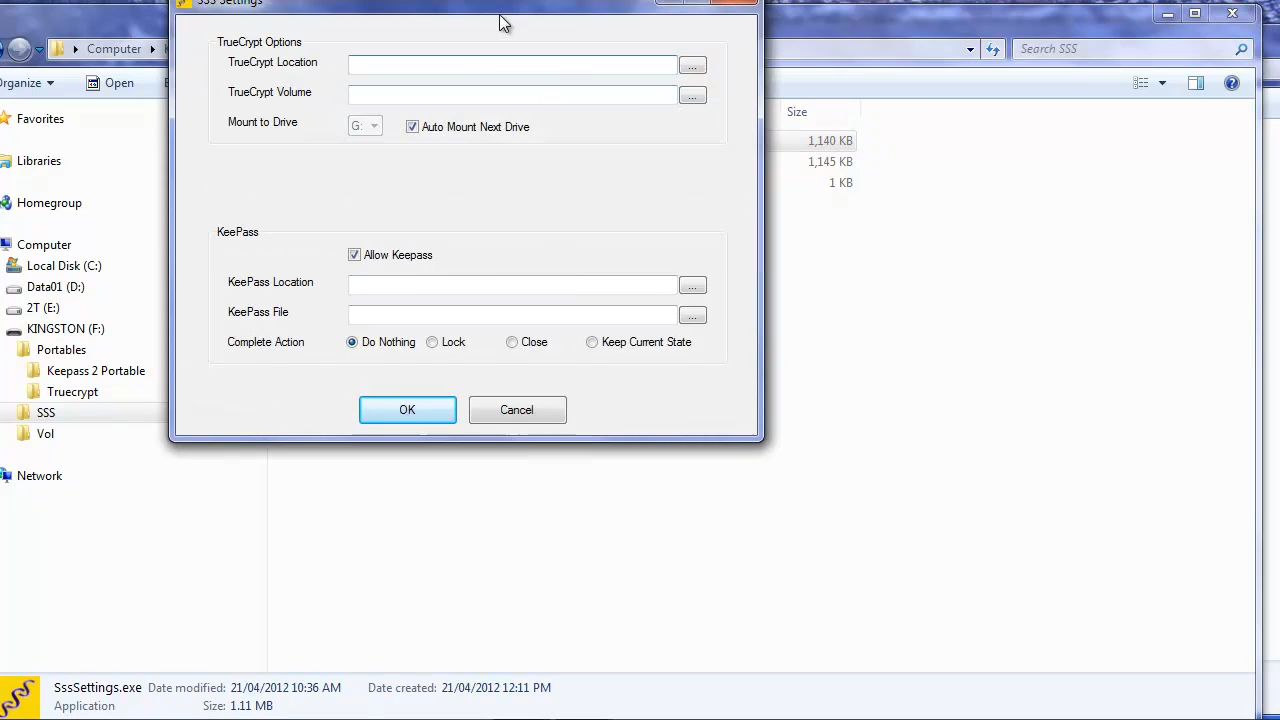 SSS Settings
TrueCrypt Options
TrueCrypt Location
...
TrueCrypt Volume
...
Mount to Drive
G:
Auto Mount Next Drive
KeePass
Allow Keepass
KeePass Location
...
KeePass File
...
Complete Action
Do Nothing
Lock
Close
Keep Current State
OK
Cancel
Computer
Search SSS
Organize
Open
Size
1,140 KB
1,145 KB
1 KB
Favorites
Libraries
Homegroup
Computer
Local Disk (C:)
Data01 (D:)
2T (E:)
KINGSTON (F:)
Portables
Keepass 2 Portable
Truecrypt
SSS
Vol
Network
SssSettings.exe Date modified: 21/04/2012 10:36 AM Date created: 21/04/2012 12:11 PM
Application Size: 1.11 MB